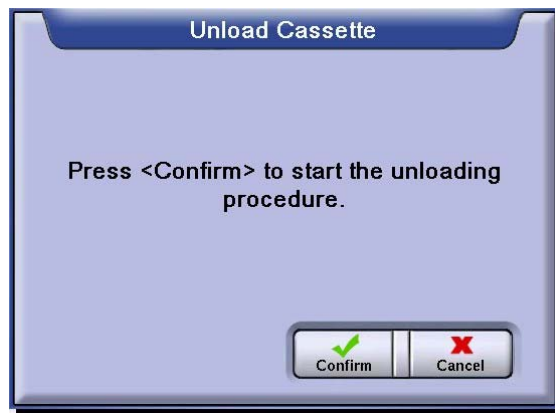 Unload Cassette
Press <Confirm> to start the unloading
procedure.
Confirm
Cancel